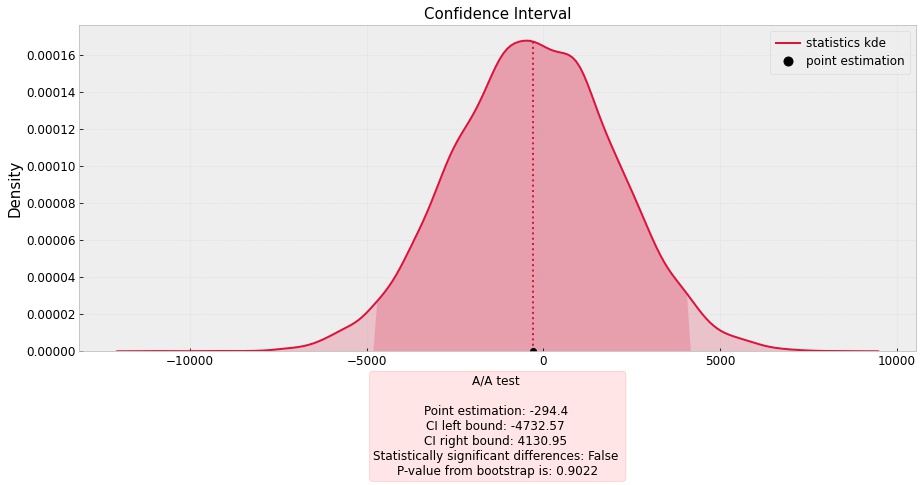 Confidence Interval
statistics kde
point estimation
Density
0.00016
0.00014
0.00012
0.00010
0.00008
0.00006
0.00004
0.00002
0.00000
−10000
−5000
0
5000
10000
A/A test
Point estimation: -294.4
CI left bound: -4732.57
CI right bound: 4130.95
Statistically significant differences: False
P-value from bootstrap is: 0.9022